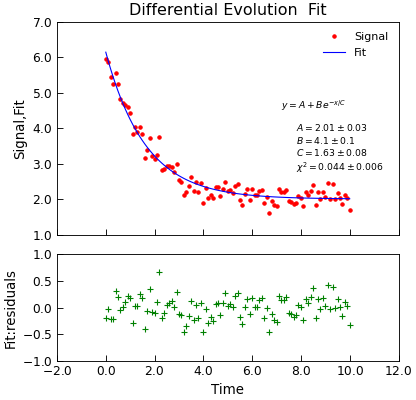 Differential Evolution  Fit
7.0
6.0
5.0
4.0
3.0
2.0
1.0
Signal,Fit
Signal
Fit
y = A + Be^{-x/C}
A = 2.01 ± 0.03
B = 4.1 ± 0.1
C = 1.63 ± 0.08
χ² = 0.044 ± 0.006
1.0
0.5
0.0
−0.5
−1.0
Fit:residuals
−2.0 0.0 2.0 4.0 6.0 8.0 10.0 12.0
Time